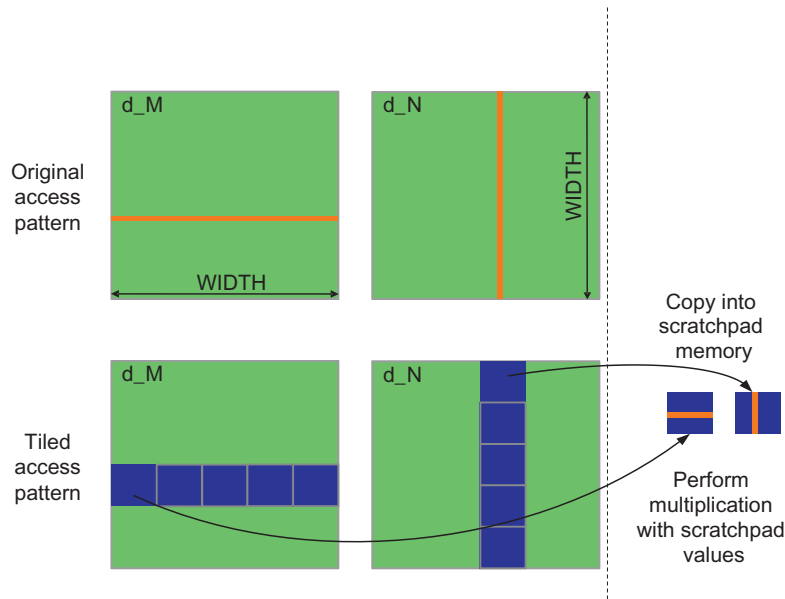 d_M
d_N
Original
access
pattern
WIDTH
WIDTH
Copy into
scratchpad
memory
d_M
d_N
Tiled
access
pattern
Perform
multiplication
with scratchpad
values